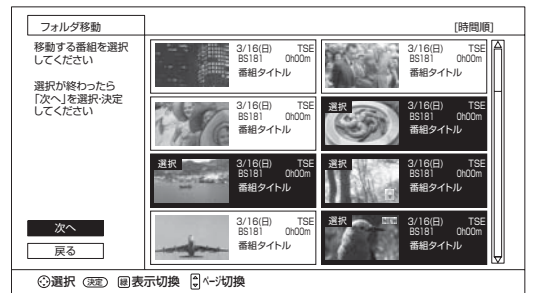 フォルダ移動
[時間順]
移動する番組を選択
してください
選択が終わったら
「次へ」を選択・決定
してください
次へ
戻る
3/16(日) TSE
BS181 0h00m
番組タイトル
3/16(日) TSE
BS181 0h00m
番組タイトル
3/16(日) TSE
BS181 0h00m
番組タイトル
選択
3/16(日) TSE
BS181 0h00m
番組タイトル
選択
3/16(日) TSE
BS181 0h00m
番組タイトル
選択
3/16(日) TSE
BS181 0h00m
番組タイトル
3/16(日) TSE
BS181 0h00m
番組タイトル
選択
NEW
3/16(日) TSE
BS181 0h00m
番組タイトル
選択 決定 緑 表示切換 ページ切換